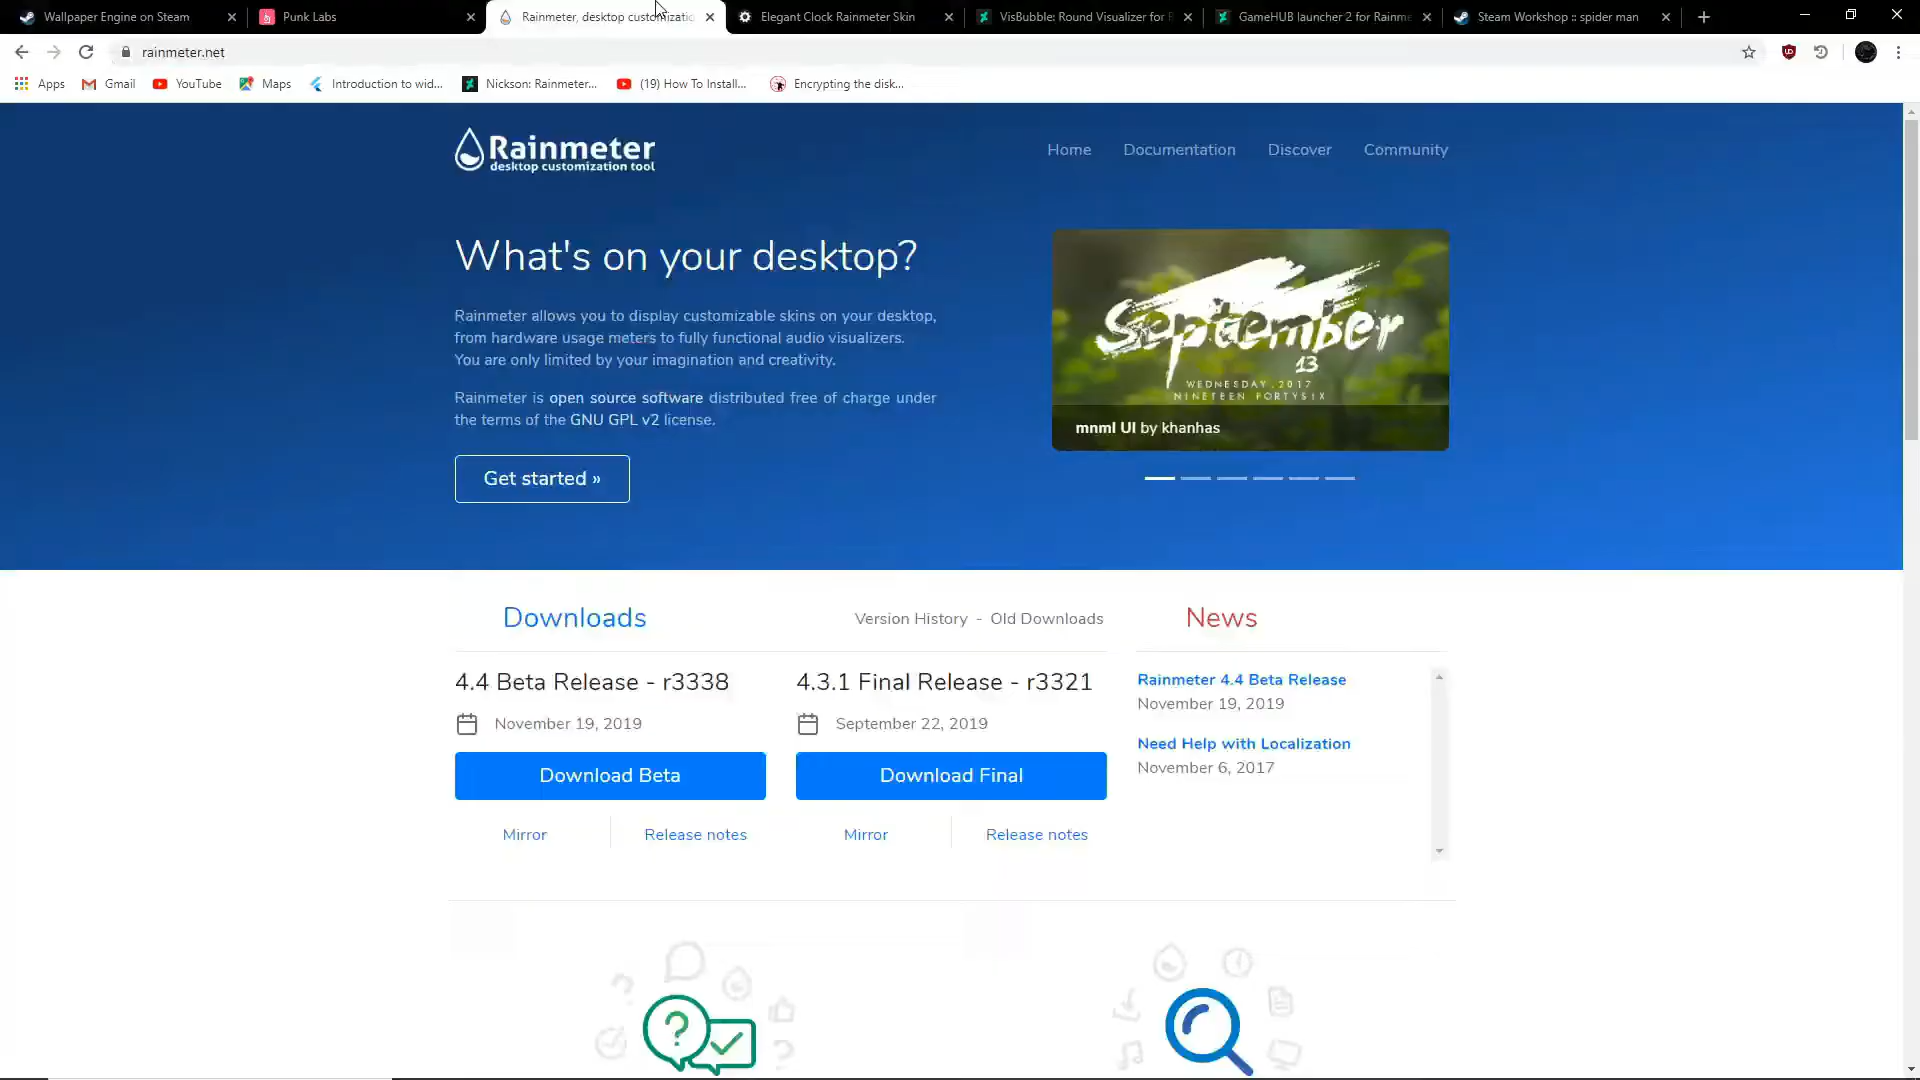 Wallpaper Engine on Steam
Punk Labs
Rainmeter, desktop customizatio
Elegant Clock Rainmeter Skin
VisBubble: Round Visualizer for R
GameHUB launcher 2 for Rainme
Steam Workshop :: spider man
rainmeter.net
Apps
Gmail
YouTube
Maps
Introduction to wid...
Nickson: Rainmeter...
(19) How To Install...
Encrypting the disk...
Rainmeter
desktop customization tool
Home
Documentation
Discover
Community
What's on your desktop?
Rainmeter allows you to display customizable skins on your desktop,
from hardware usage meters to fully functional audio visualizers.
You are only limited by your imagination and creativity.
Rainmeter is open source software distributed free of charge under
the terms of the GNU GPL v2 license.
Get started »
September
13
WEDNESDAY.2017
NINETEEN FORTYSIX
mnml UI by khanhas
Downloads
Version History - Old Downloads
News
4.4 Beta Release - r3338
November 19, 2019
Download Beta
Mirror
Release notes
4.3.1 Final Release - r3321
September 22, 2019
Download Final
Mirror
Release notes
Rainmeter 4.4 Beta Release
November 19, 2019
Need Help with Localization
November 6, 2017